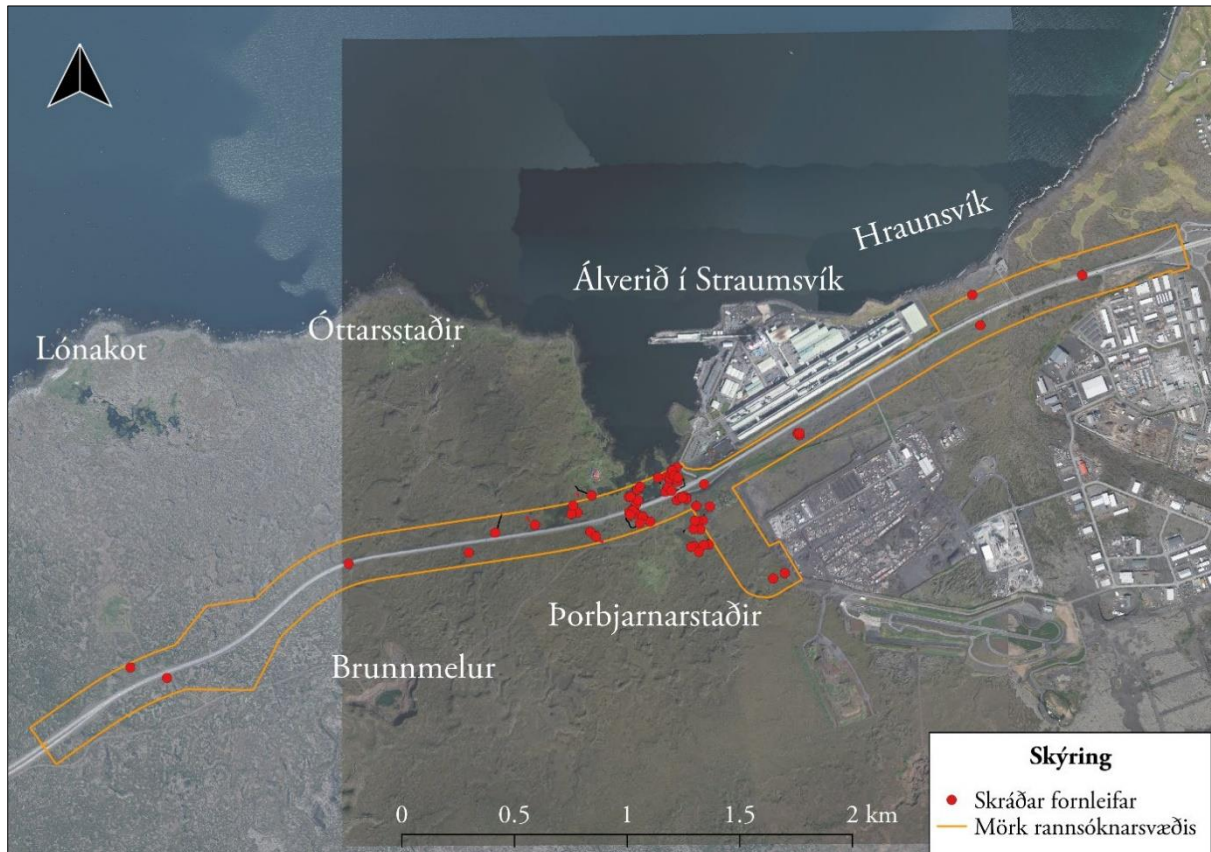 Hraunsvík
Álverið í Straumsvík
Óttarsstaðir
Lónakot
Þorbjarnarstaðir
Brunnmelur
Skýring
Skráðar fornleifar
Mörk rannsóknarsvæðis
0 0.5 1 1.5 2 km